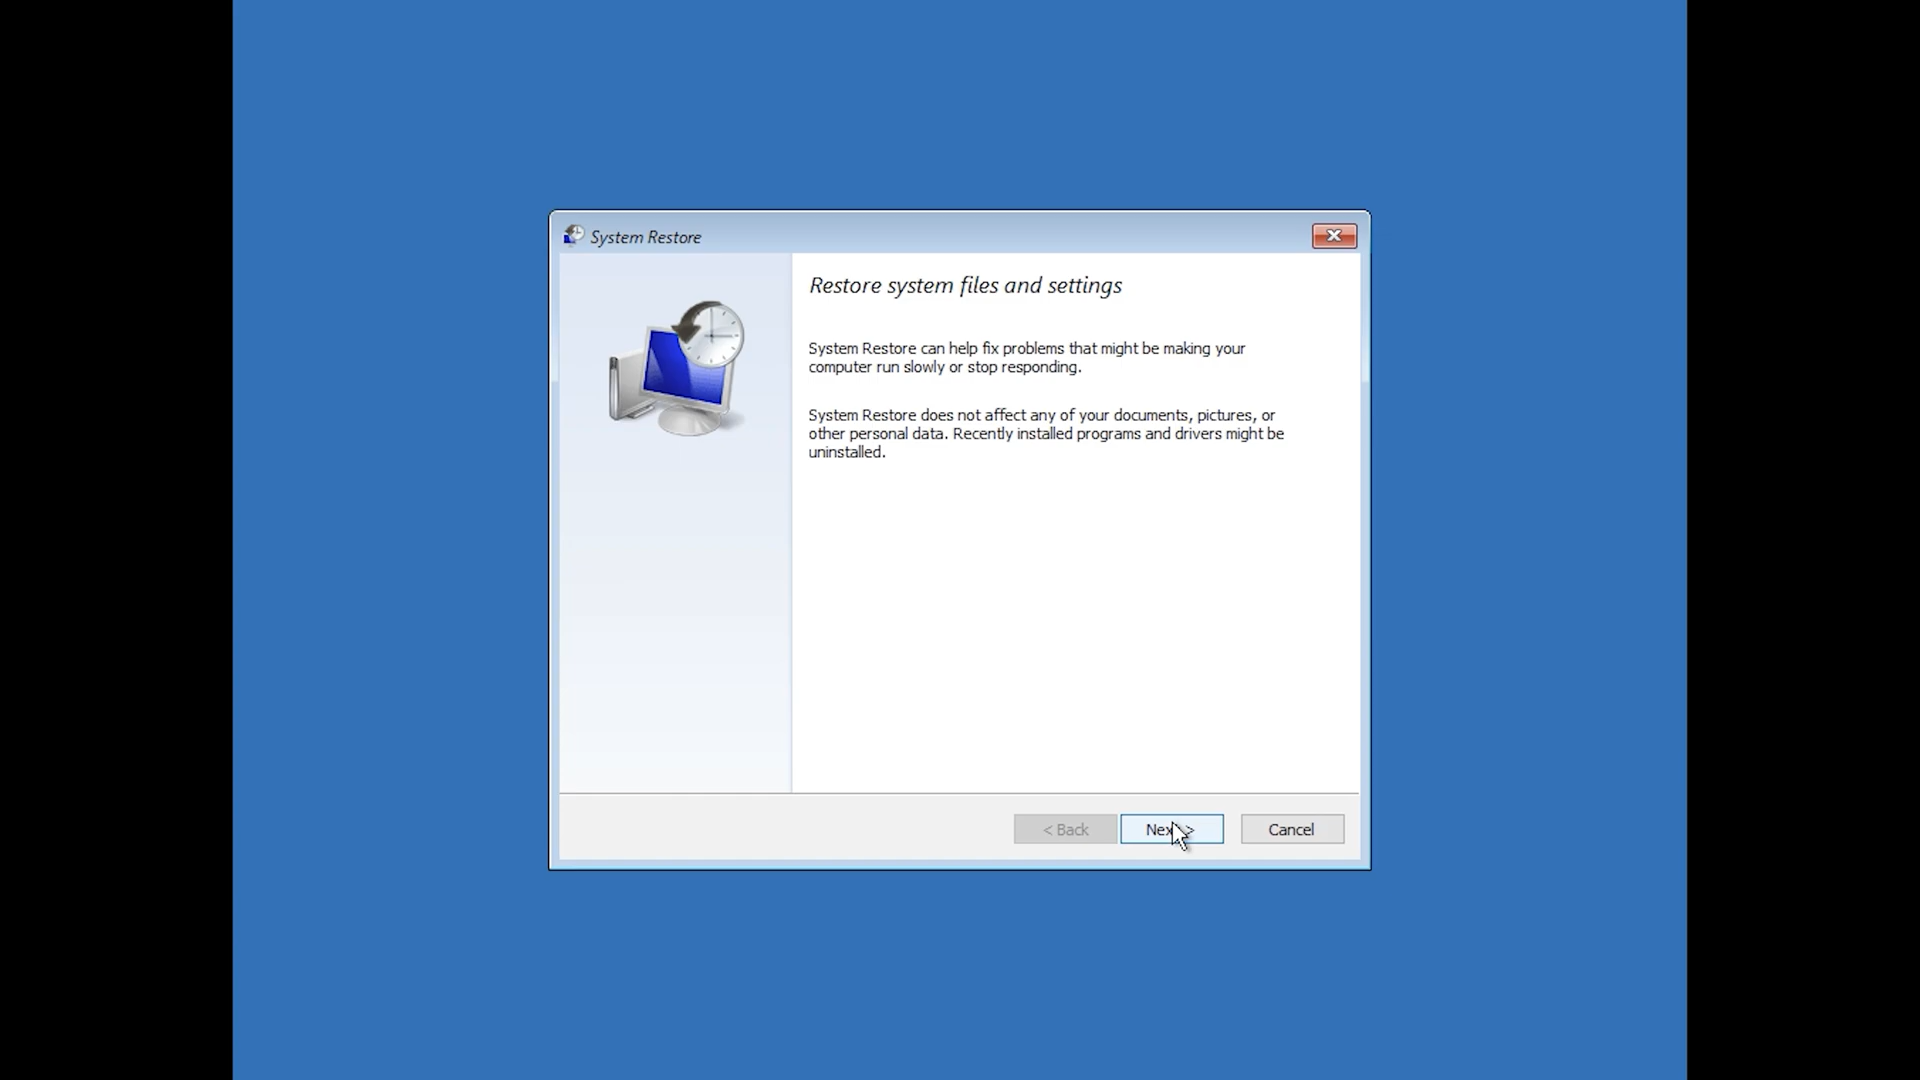 System Restore
Restore system files and settings
System Restore can help fix problems that might be making your
computer run slowly or stop responding.
System Restore does not affect any of your documents, pictures, or
other personal data. Recently installed programs and drivers might be
uninstalled.
< Back
Next >
Cancel